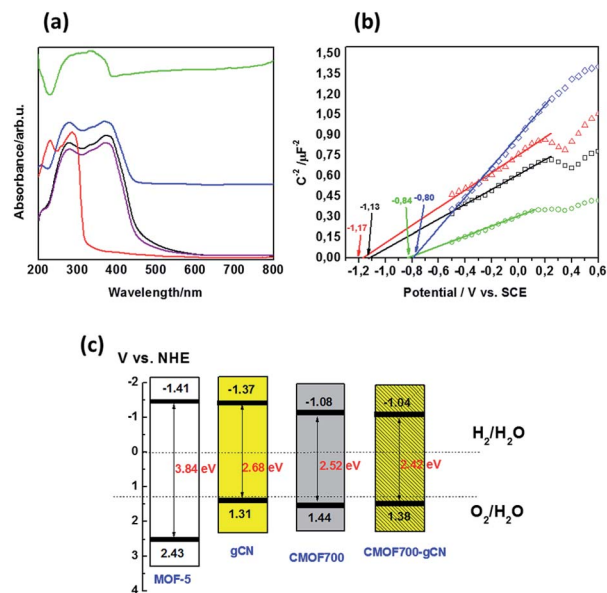 (a)
Absorbance/arb.u.
200 300 400 500 600 700 800
Wavelength/nm
(b)
C⁻² /µF⁻²
1,50
1,35
1,20
1,05
0,90
0,75
0,60
0,45
0,30
0,15
0,00
-1,17
-1,13
-0,84
-0,80
-1,2 -1,0 -0,8 -0,6 -0,4 -0,2 0,0 0,2 0,4 0,6
Potential / V vs. SCE
(c)
V vs. NHE
-2
-1
0
1
2
3
4
-1.41 -1.37 -1.08 -1.04
3.84 eV 2.68 eV 2.52 eV 2.42 eV
2.43 1.31 1.44 1.38
MOF-5 gCN CMOF700 CMOF700-gCN
H₂/H₂O
O₂/H₂O